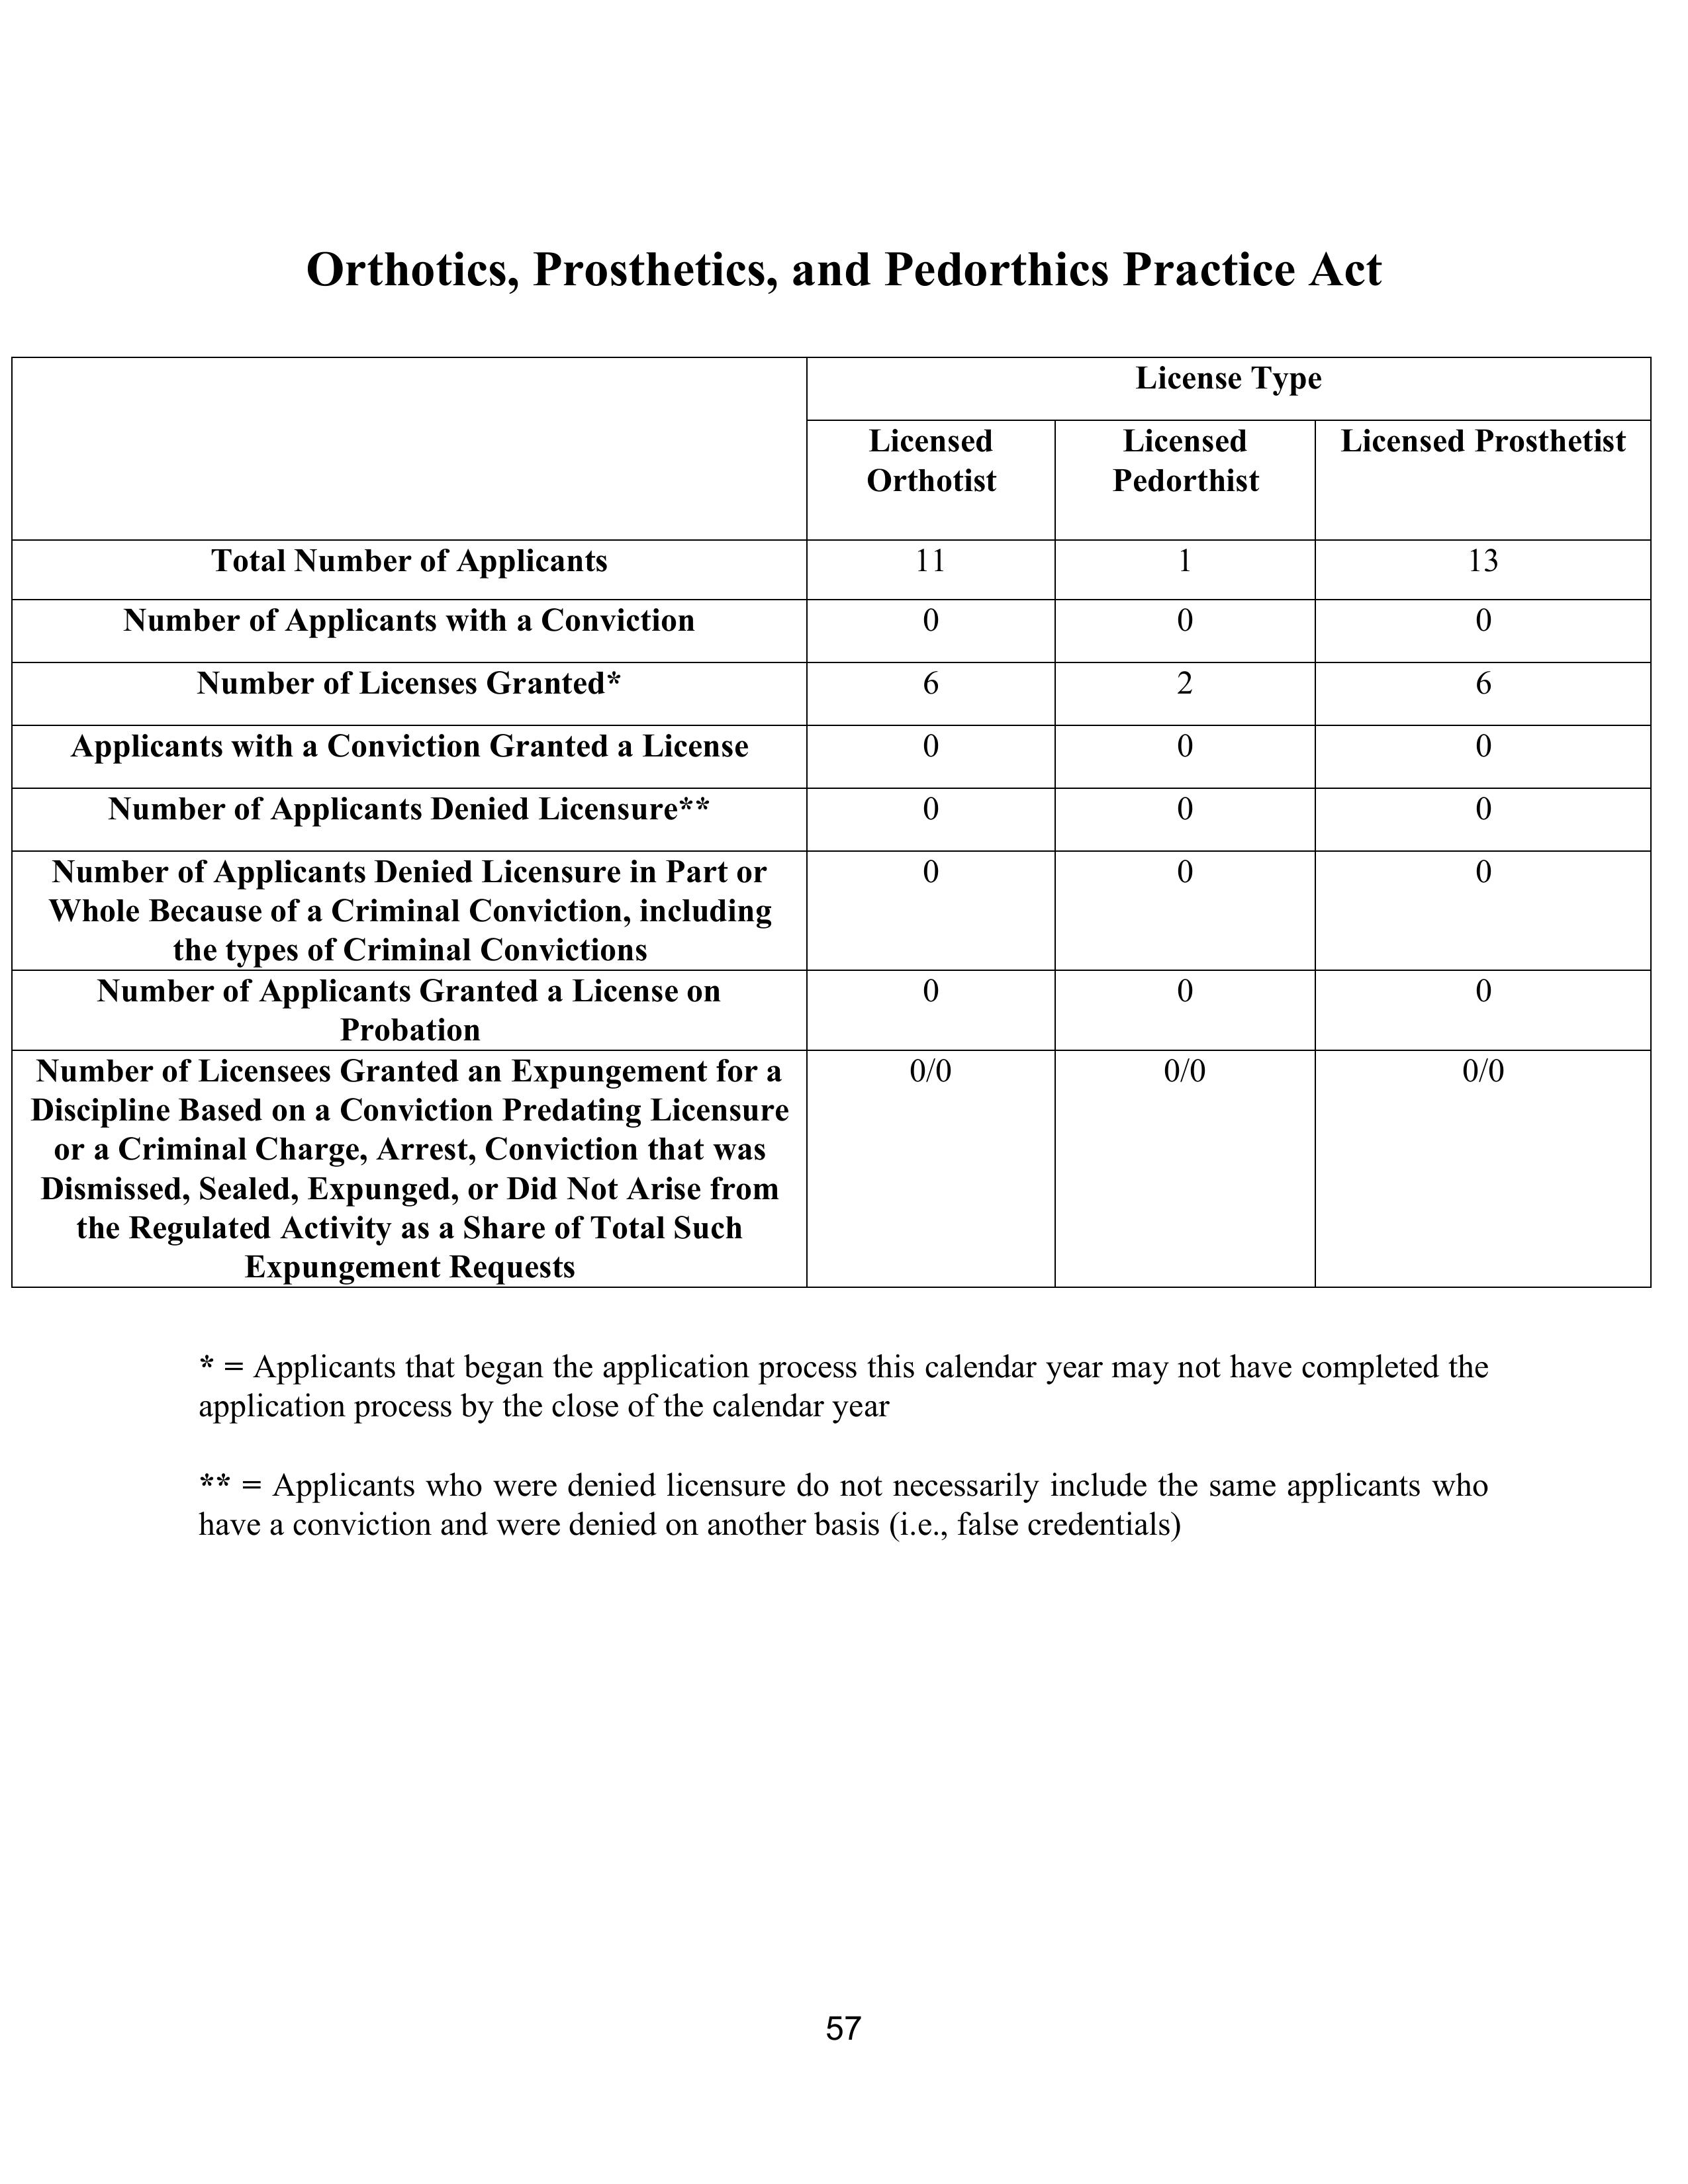 Orthotics, Prosthetics, and Pedorthics Practice Act
License Type
Licensed
Orthotist
Licensed
Pedorthist
Licensed Prosthetist
Total Number of Applicants 11 1 13
Number of Applicants with a Conviction 0 0 0
Number of Licenses Granted* 6 2 6
Applicants with a Conviction Granted a License 0 0 0
Number of Applicants Denied Licensure** 0 0 0
Number of Applicants Denied Licensure in Part or 0 0 0
Whole Because of a Criminal Conviction, including
the types of Criminal Convictions
Number of Applicants Granted a License on 0 0 0
Probation
Number of Licensees Granted an Expungement for a 0/0 0/0 0/0
Discipline Based on a Conviction Predating Licensure
or a Criminal Charge, Arrest, Conviction that was
Dismissed, Sealed, Expunged, or Did Not Arise from
the Regulated Activity as a Share of Total Such
Expungement Requests
* = Applicants that began the application process this calendar year may not have completed the
application process by the close of the calendar year
** = Applicants who were denied licensure do not necessarily include the same applicants who
have a conviction and were denied on another basis (i.e., false credentials)
57